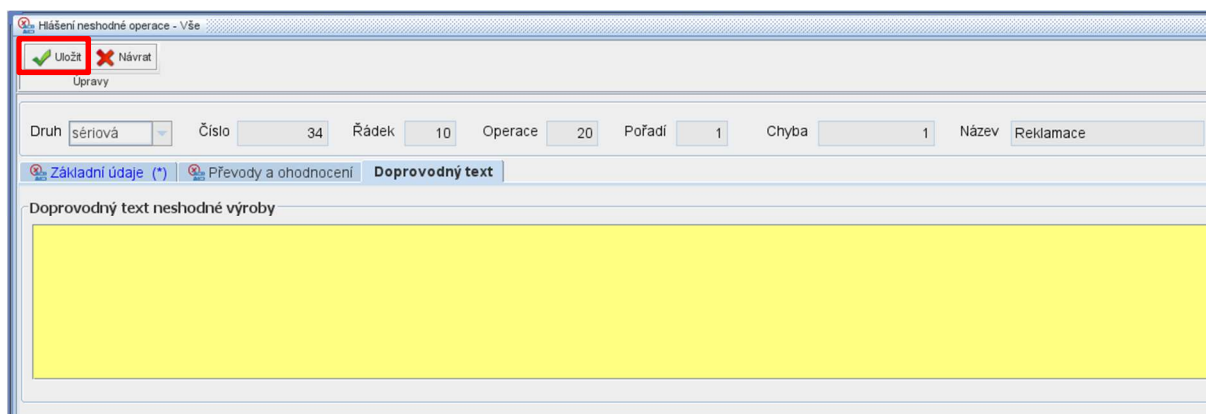 Hlášení neshodné operace - Vše
Uložit Návrat
Úpravy
Druh sériová Číslo 34 Řádek 10 Operace 20 Pořadí 1 Chyba 1 Název Reklamace
Základní údaje (*) Převody a ohodnocení Doprovodný text
Doprovodný text neshodné výroby